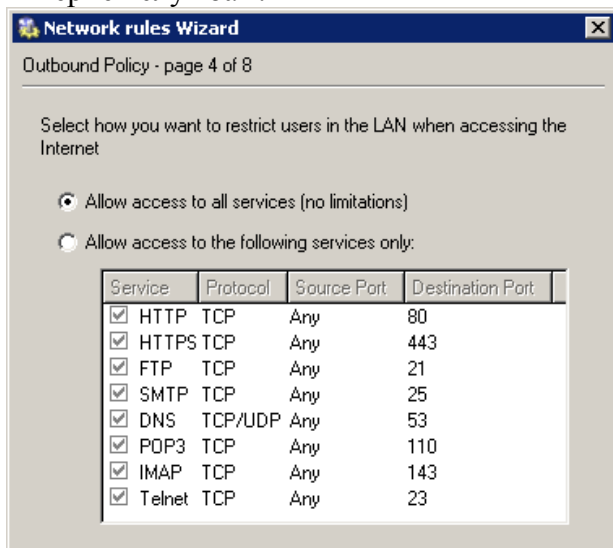 Network rules Wizard
Outbound Policy - page 4 of 8
Select how you want to restrict users in the LAN when accessing the
Internet
Allow access to all services (no limitations)
Allow access to the following services only:
Service Protocol Source Port Destination Port
HTTP TCP Any 80
HTTPS TCP Any 443
FTP TCP Any 21
SMTP TCP Any 25
DNS TCP/UDP Any 53
POP3 TCP Any 110
IMAP TCP Any 143
Telnet TCP Any 23